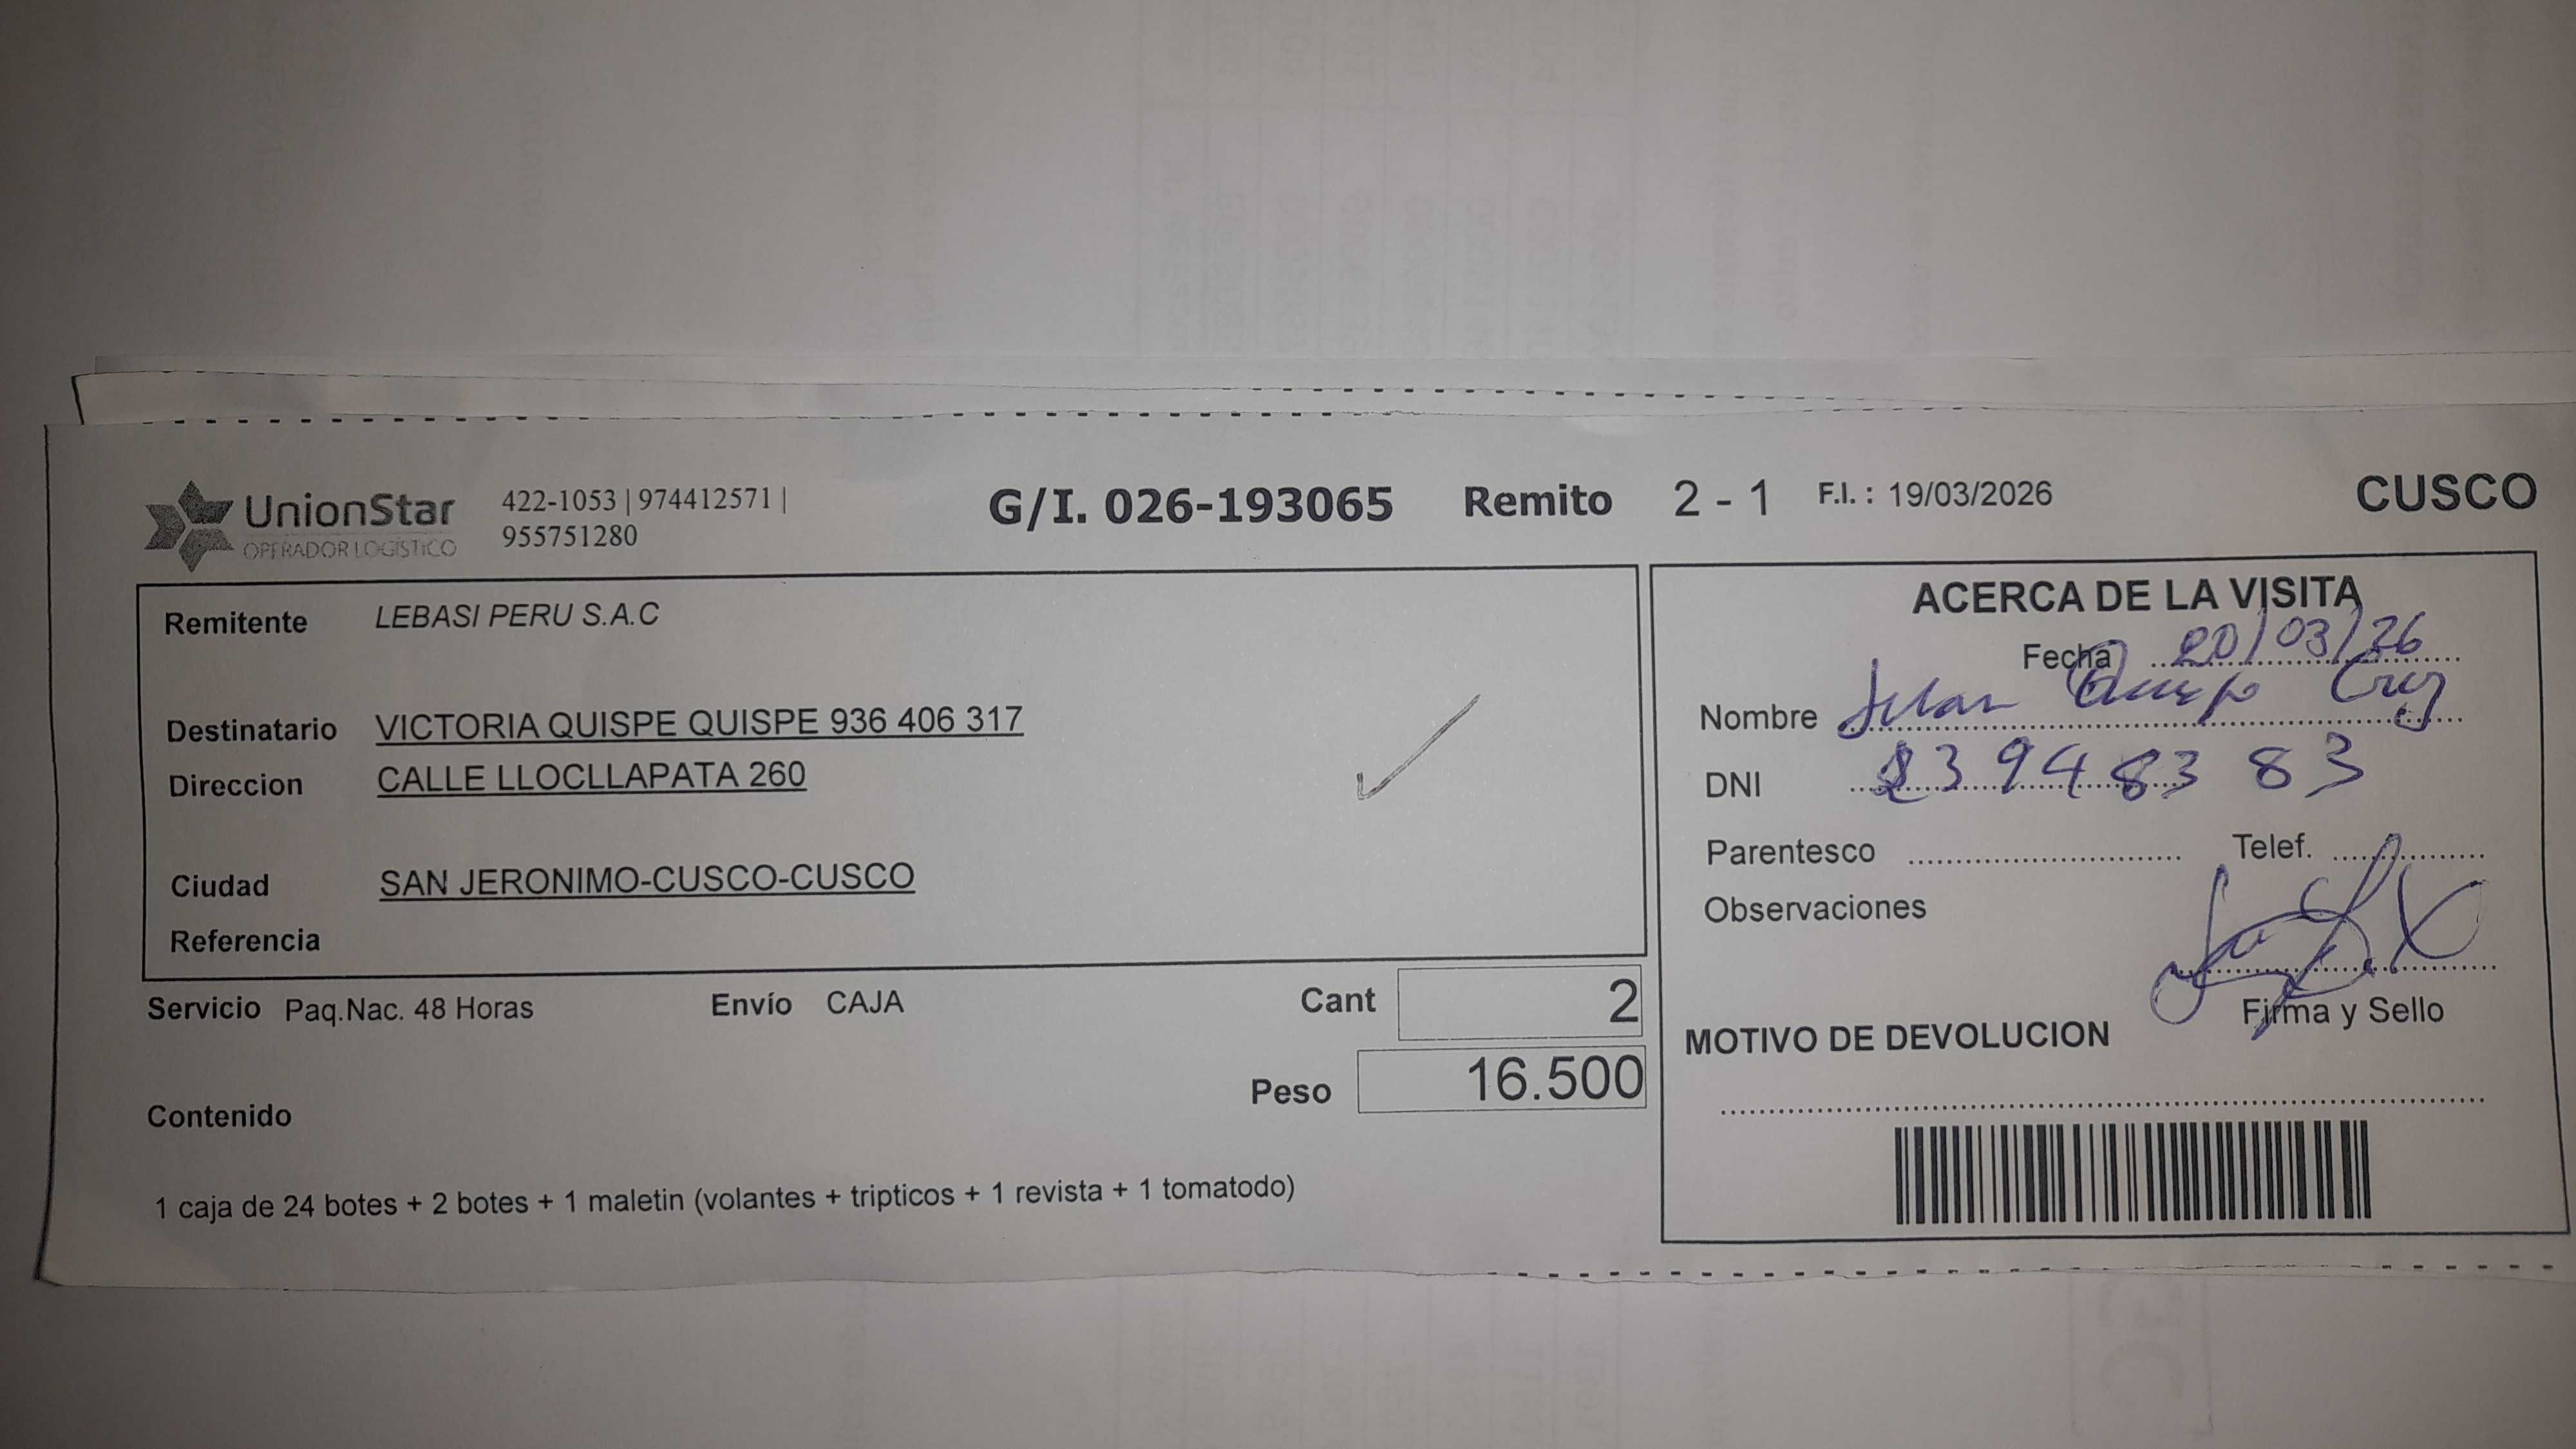 UnionStar
OPERADOR LOGÍSTICO
422-1053 | 974412571 |
955751280
G/I. 026-193065 Remito 2 - 1 F.I. : 19/03/2026 CUSCO
Remitente LEBASI PERU S.A.C
Destinatario VICTORIA QUISPE QUISPE 936 406 317
Direccion CALLE LLOCLLAPATA 260
Ciudad SAN JERONIMO-CUSCO-CUSCO
Referencia
Servicio Paq.Nac. 48 Horas Envío CAJA Cant 2
Peso 16.500
Contenido
1 caja de 24 botes + 2 botes + 1 maletin (volantes + tripticos + 1 revista + 1 tomatodo)
ACERCA DE LA VISITA
Fecha 20/03/26
Nombre Cruz
DNI 23948383
Parentesco Telef.
Observaciones
Firma y Sello
MOTIVO DE DEVOLUCION